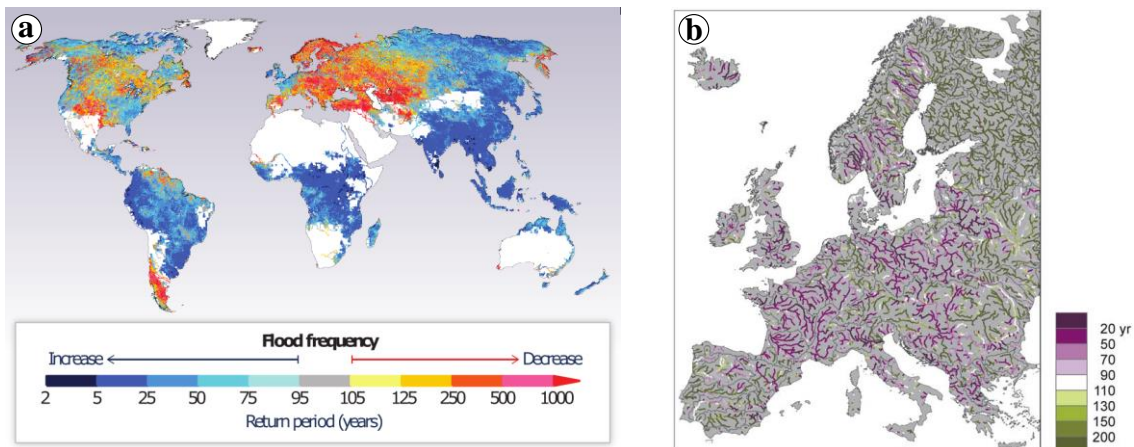 a
b
Flood frequency
Increase
Decrease
2 5 25 50 75 95 105 125 250 500 1000
Return period (years)
20 yr
50
70
90
110
130
150
200